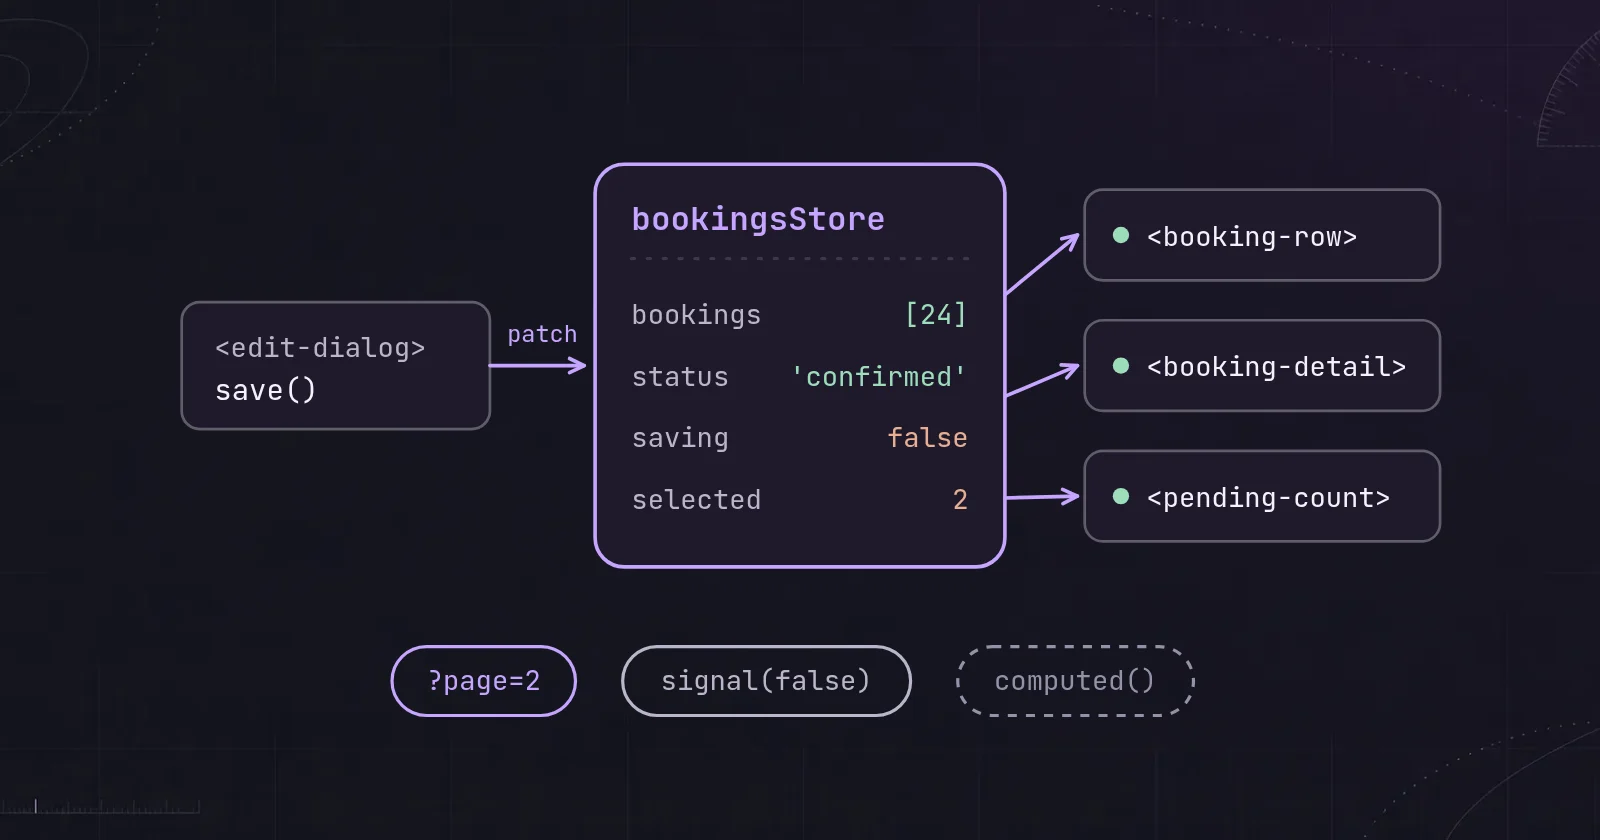 <edit-dialog>
save()
patch
bookingsStore
bookings [24]
status 'confirmed'
saving false
selected 2
<booking-row>
<booking-detail>
<pending-count>
?page=2
signal(false)
computed()